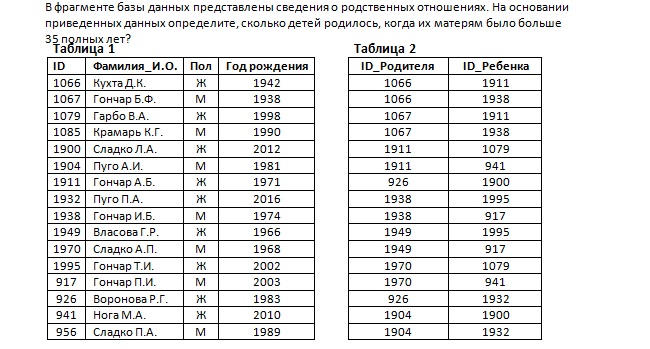 В фрагменте базы данных представлены сведения о родственных отношениях. На основании
приведенных данных определите, сколько детей родилось, когда их матерям было больше
35 полных лет?
Таблица 1 Таблица 2
ID Фамилия_И.О. Пол Год рождения ID_Родителя ID_Ребенка
1066 Кухта Д.К. Ж 1942 1066 1911
1067 Гончар Б.Ф. М 1938 1066 1938
1079 Гарбо В.А. Ж 1998 1067 1911
1085 Крамарь К.Г. М 1990 1067 1938
1900 Сладко Л.А. Ж 2012 1911 1079
1904 Пуго А.И. М 1981 1911 941
1911 Гончар А.Б. Ж 1971 926 1900
1932 Пуго П.А. Ж 2016 1938 1995
1938 Гончар И.Б. М 1974 1938 917
1949 Власова Г.Р. Ж 1966 1949 1995
1970 Сладко А.П. М 1968 1949 917
1995 Гончар Т.И. Ж 2002 1970 1079
917 Гончар П.И. М 2003 1970 941
926 Воронова Р.Г. Ж 1983 926 1932
941 Нога М.А. Ж 2010 1904 1900
956 Сладко П.А. М 1989 1904 1932